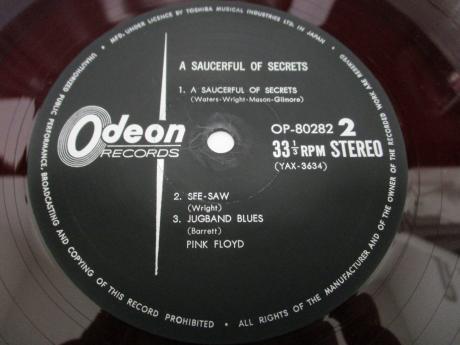 MFD. UNDER LICENCE BY TOSHIBA MUSICAL INDUSTRIES LTD. IN JAPAN •
A SAUCERFUL OF SECRETS
1. A SAUCERFUL OF SECRETS
(Waters-Wright-Mason-Gilmore)
Odeon
RECORDS
OP-80282 2
33 1/3 RPM STEREO
(YAX-3634)
2. SEE-SAW
(Wright)
3. JUGBAND BLUES
(Barrett)
PINK FLOYD
UNAUTHORIZED PUBLIC PERFORMANCE, BROADCASTING AND COPYING OF THIS RECORD PROHIBITED • ALL RIGHTS OF THE MANUFACTURER AND OF THE OWNER OF THE RECORDED WORK ARE RESERVED